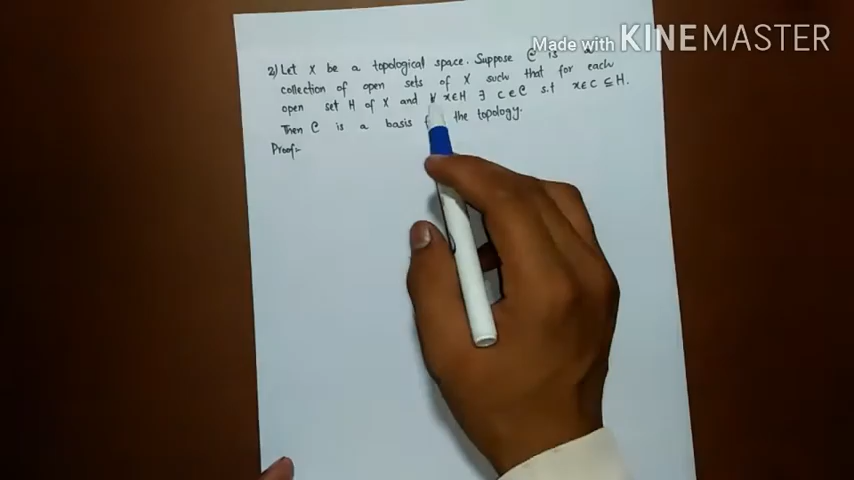 Made with KINEMASTER
2) Let X be a topological space. Suppose C is a
collection of open sets of X such that for each
open set H of X and ∀ x∈H ∃ C∈C s.t x∈C ⊆ H.
Then C is a basis the topology.
Proof:-